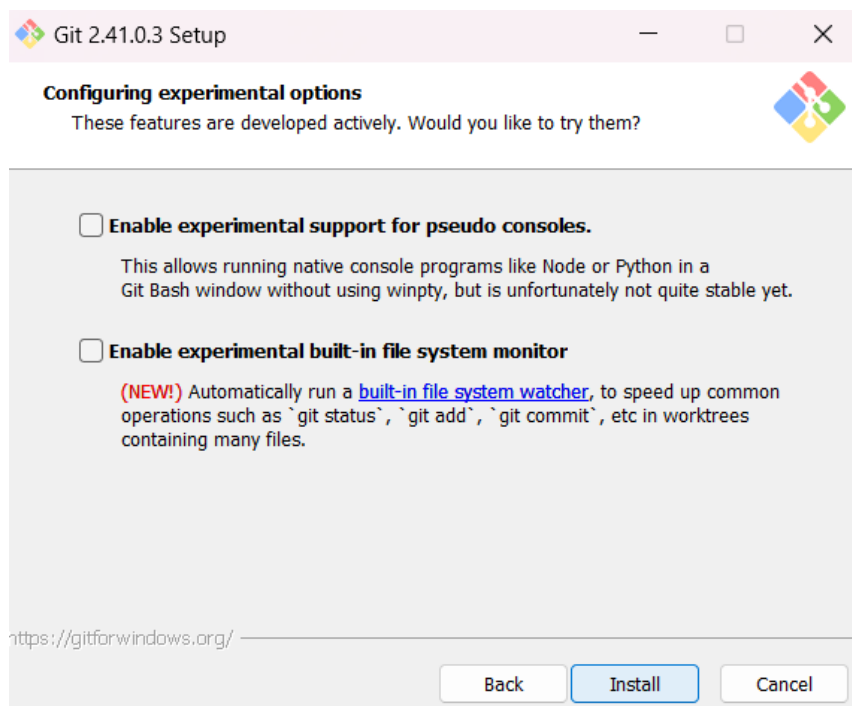 Git 2.41.0.3 Setup
Configuring experimental options
These features are developed actively. Would you like to try them?
Enable experimental support for pseudo consoles.
This allows running native console programs like Node or Python in a
Git Bash window without using winpty, but is unfortunately not quite stable yet.
Enable experimental built-in file system monitor
(NEW!) Automatically run a built-in file system watcher, to speed up common
operations such as `git status`, `git add`, `git commit`, etc in worktrees
containing many files.
https://gitforwindows.org/
Back Install Cancel